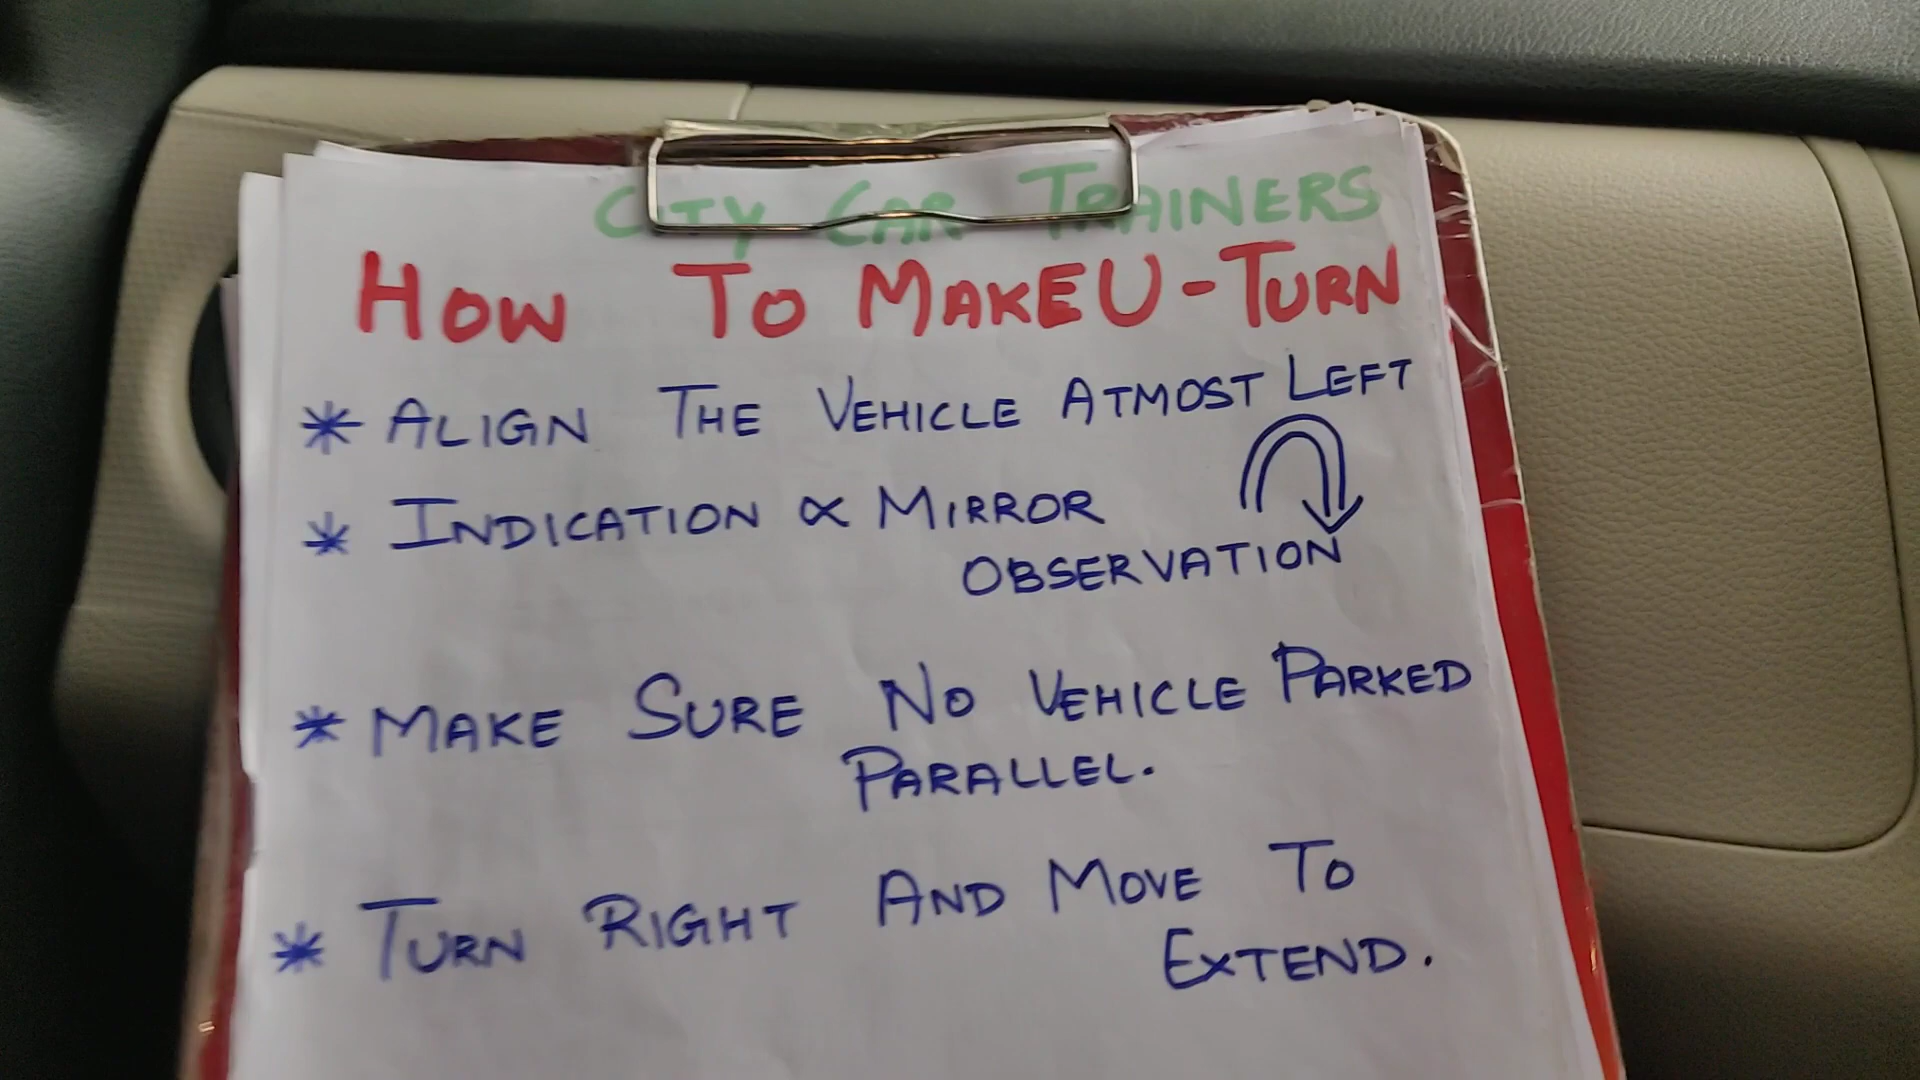 CITY CAR TRAINERS
HOW TO MAKE U-TURN
* ALIGN THE VEHICLE ATMOST LEFT
* INDICATION & MIRROR
OBSERVATION
* MAKE SURE NO VEHICLE PARKED
PARALLEL.
* TURN RIGHT AND MOVE TO
EXTEND.